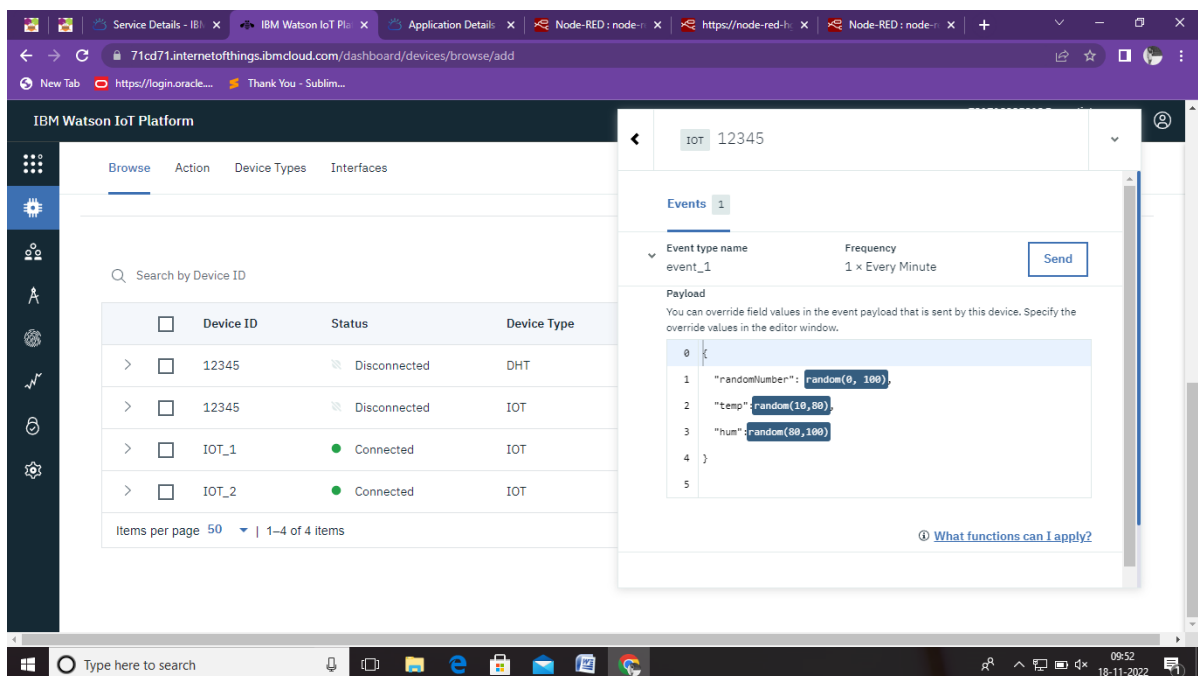 Service Details - IBM
IBM Watson IoT Pla
Application Details
Node-RED : node-r
https://node-red-h
Node-RED : node-r
71cd71.internetofthings.ibmcloud.com/dashboard/devices/browse/add
New Tab
https://login.oracle....
Thank You - Sublim...
IBM Watson IoT Platform
Browse Action Device Types Interfaces
Search by Device ID
Device ID Status Device Type
12345 Disconnected DHT
12345 Disconnected IOT
IOT_1 Connected IOT
IOT_2 Connected IOT
Items per page 50 | 1–4 of 4 items
IOT 12345
Events 1
Event type name Frequency
event_1 1 × Every Minute
Send
Payload
You can override field values in the event payload that is sent by this device. Specify the
override values in the editor window.
0 {
1 "randomNumber": random(0, 100),
2 "temp":random(10,80),
3 "hum":random(80,100)
4 }
5
What functions can I apply?
Type here to search
09:52
18-11-2022
1